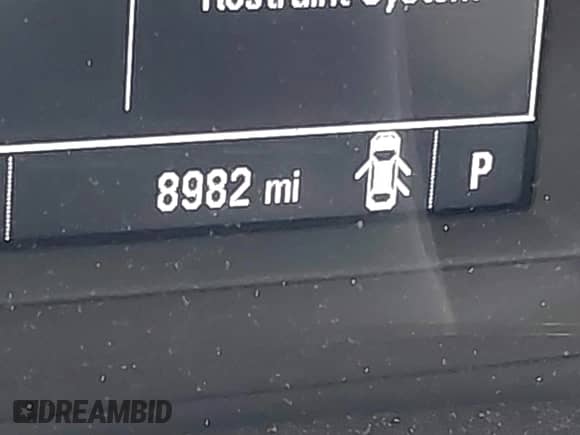 Restraint System
8982 mi
P
DREAMBID